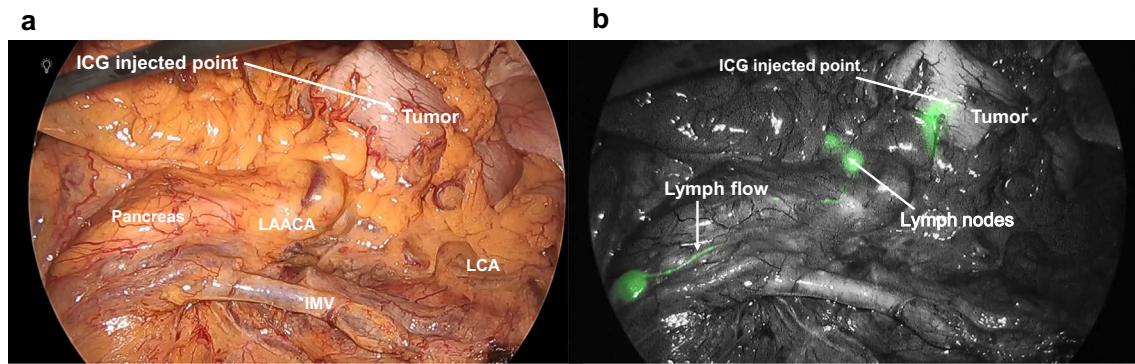 a
b
ICG injected point
Tumor
Pancreas
LAACA
LCA
IMV
ICG injected point
Tumor
Lymph flow
Lymph nodes